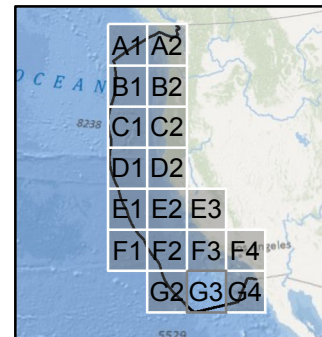 A1 A2
OCEAN
B1 B2
8238
C1 C2
D1 D2
E1 E2 E3
F1 F2 F3 F4
geles
G2 G3 G4
5529